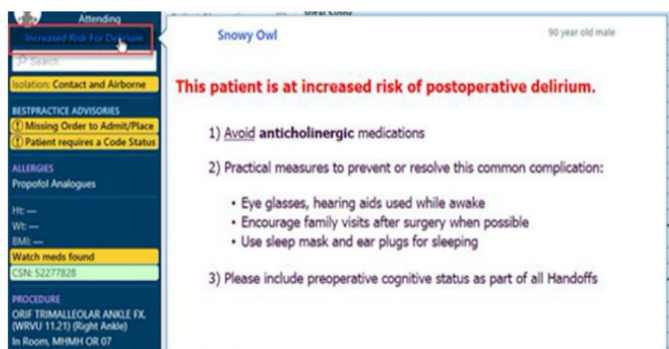 Attending
Increased Risk For Delirium
Search
Isolation: Contact and Airborne
BESTPRACTICE ADVISORIES
Missing Order to Admit/Place
Patient requires a Code Status
ALLERGIES
Propofol Analogues
Ht: —
Wt: —
BMI: —
Watch meds found
CSN: 52277828
PROCEDURE
ORIF TRIMALLEOLAR ANKLE FX.
(WRVU 11.21) (Right Ankle)
In Room, MHMH OR 07
Vital Signs
Snowy Owl
90 year old male
This patient is at increased risk of postoperative delirium.
1) Avoid anticholinergic medications
2) Practical measures to prevent or resolve this common complication:
• Eye glasses, hearing aids used while awake
• Encourage family visits after surgery when possible
• Use sleep mask and ear plugs for sleeping
3) Please include preoperative cognitive status as part of all Handoffs